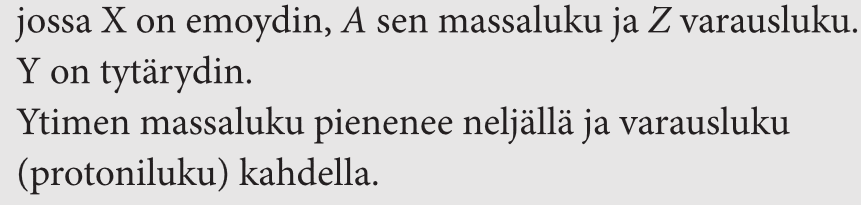 jossa X on emoydin, A sen massaluku ja Z varausluku.
Y on tytärydin.
Ytimen massaluku pienenee neljällä ja varausluku
(protoniluku) kahdella.